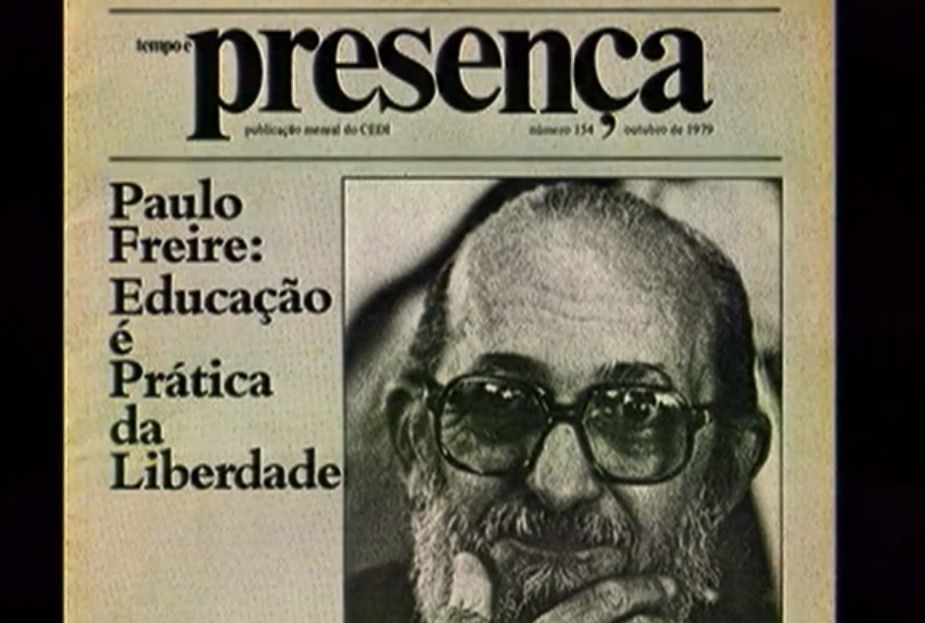 tempo e
presença
publicação mensal do CEDI
número 154 outubro de 1979
Paulo
Freire:
Educação
é
Prática
da
Liberdade